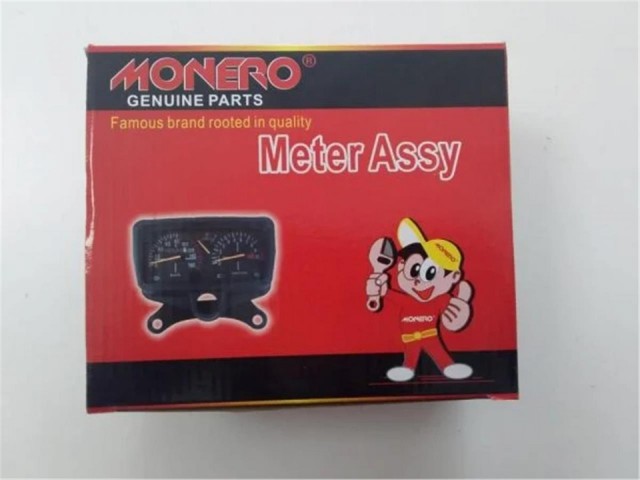 MONERO®
GENUINE PARTS
Famous brand rooted in quality
Meter Assy
MONERO
MONERO